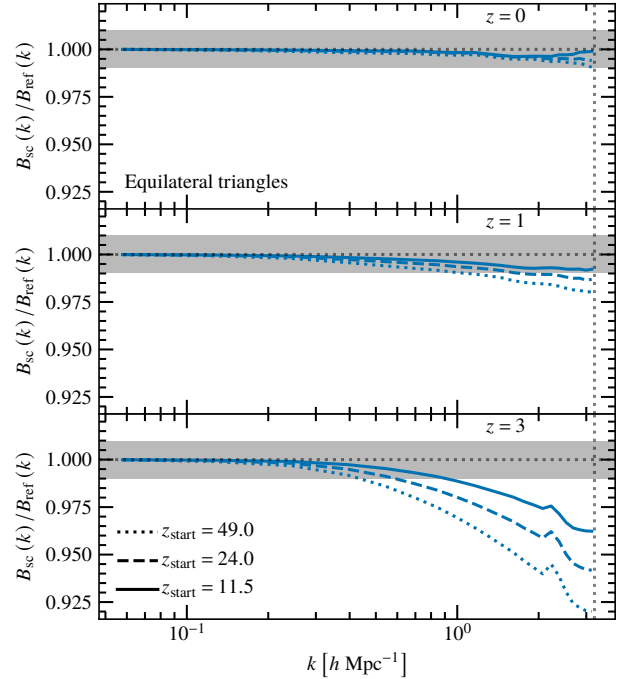 z = 0
1.000
0.975
0.950
0.925
B_sc(k)/B_ref(k)
Equilateral triangles
z = 1
1.000
0.975
0.950
0.925
B_sc(k)/B_ref(k)
z = 3
1.000
0.975
0.950
0.925
B_sc(k)/B_ref(k)
z_start = 49.0
z_start = 24.0
z_start = 11.5
10^−1
10^0
k [h Mpc^−1]